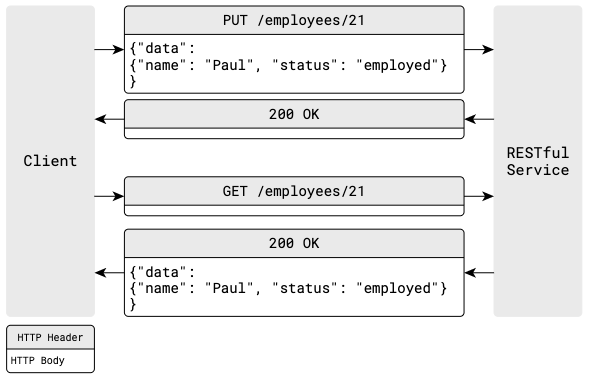 PUT /employees/21
{"data":
{"name": "Paul", "status": "employed"}
}
200 OK
Client
RESTful
Service
GET /employees/21
200 OK
{"data":
{"name": "Paul", "status": "employed"}
}
HTTP Header
HTTP Body